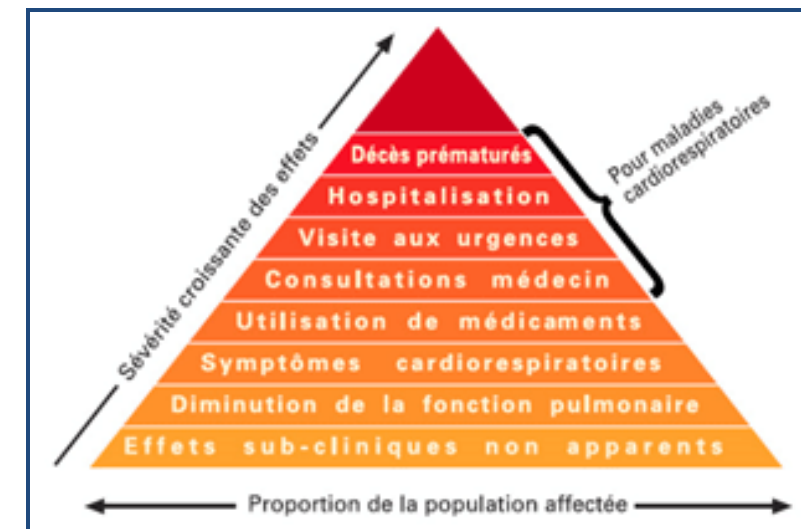 Sévérité croissante des effets
Pour maladies
cardiorespiratoires
Décès prématurés
Hospitalisation
Visite aux urgences
Consultations médecin
Utilisation de médicaments
Symptômes cardiorespiratoires
Diminution de la fonction pulmonaire
Effets sub-cliniques non apparents
Proportion de la population affectée